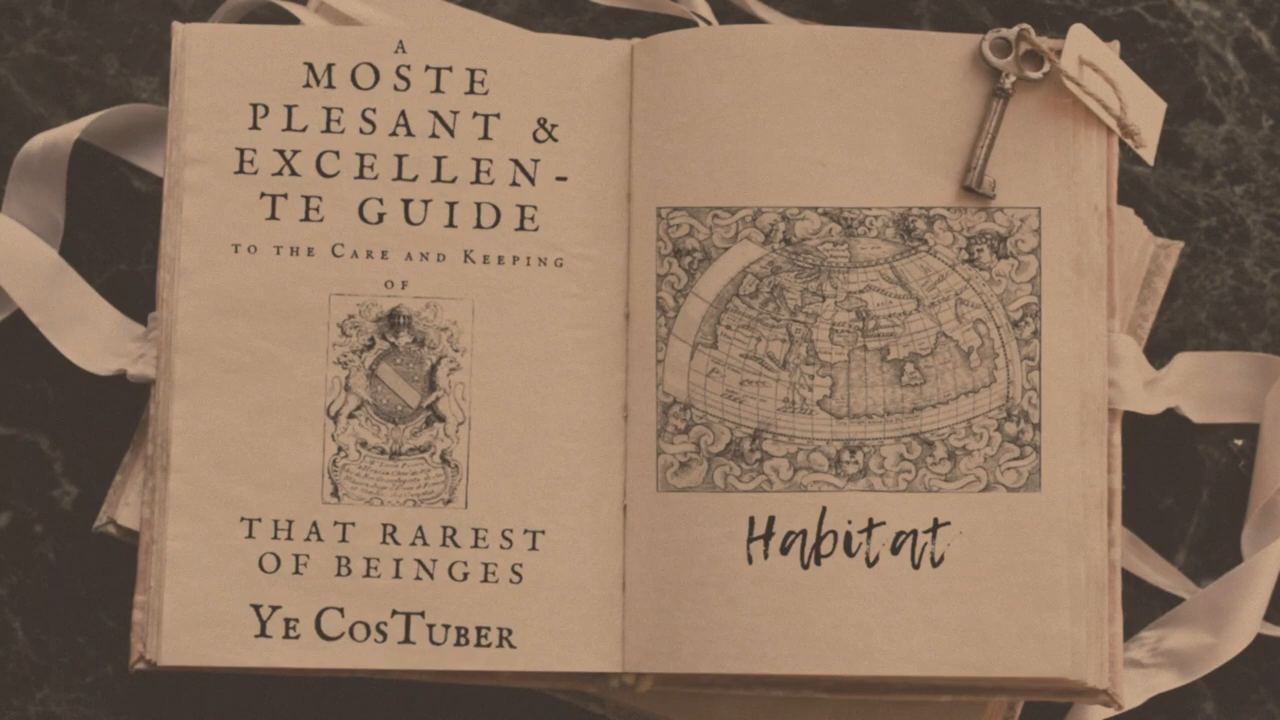 A
MOSTE
PLESANT &
EXCELLEN-
TE GUIDE
TO THE CARE AND KEEPING
OF
THAT RAREST
OF BEINGES
YE COSTUBER
Habitat